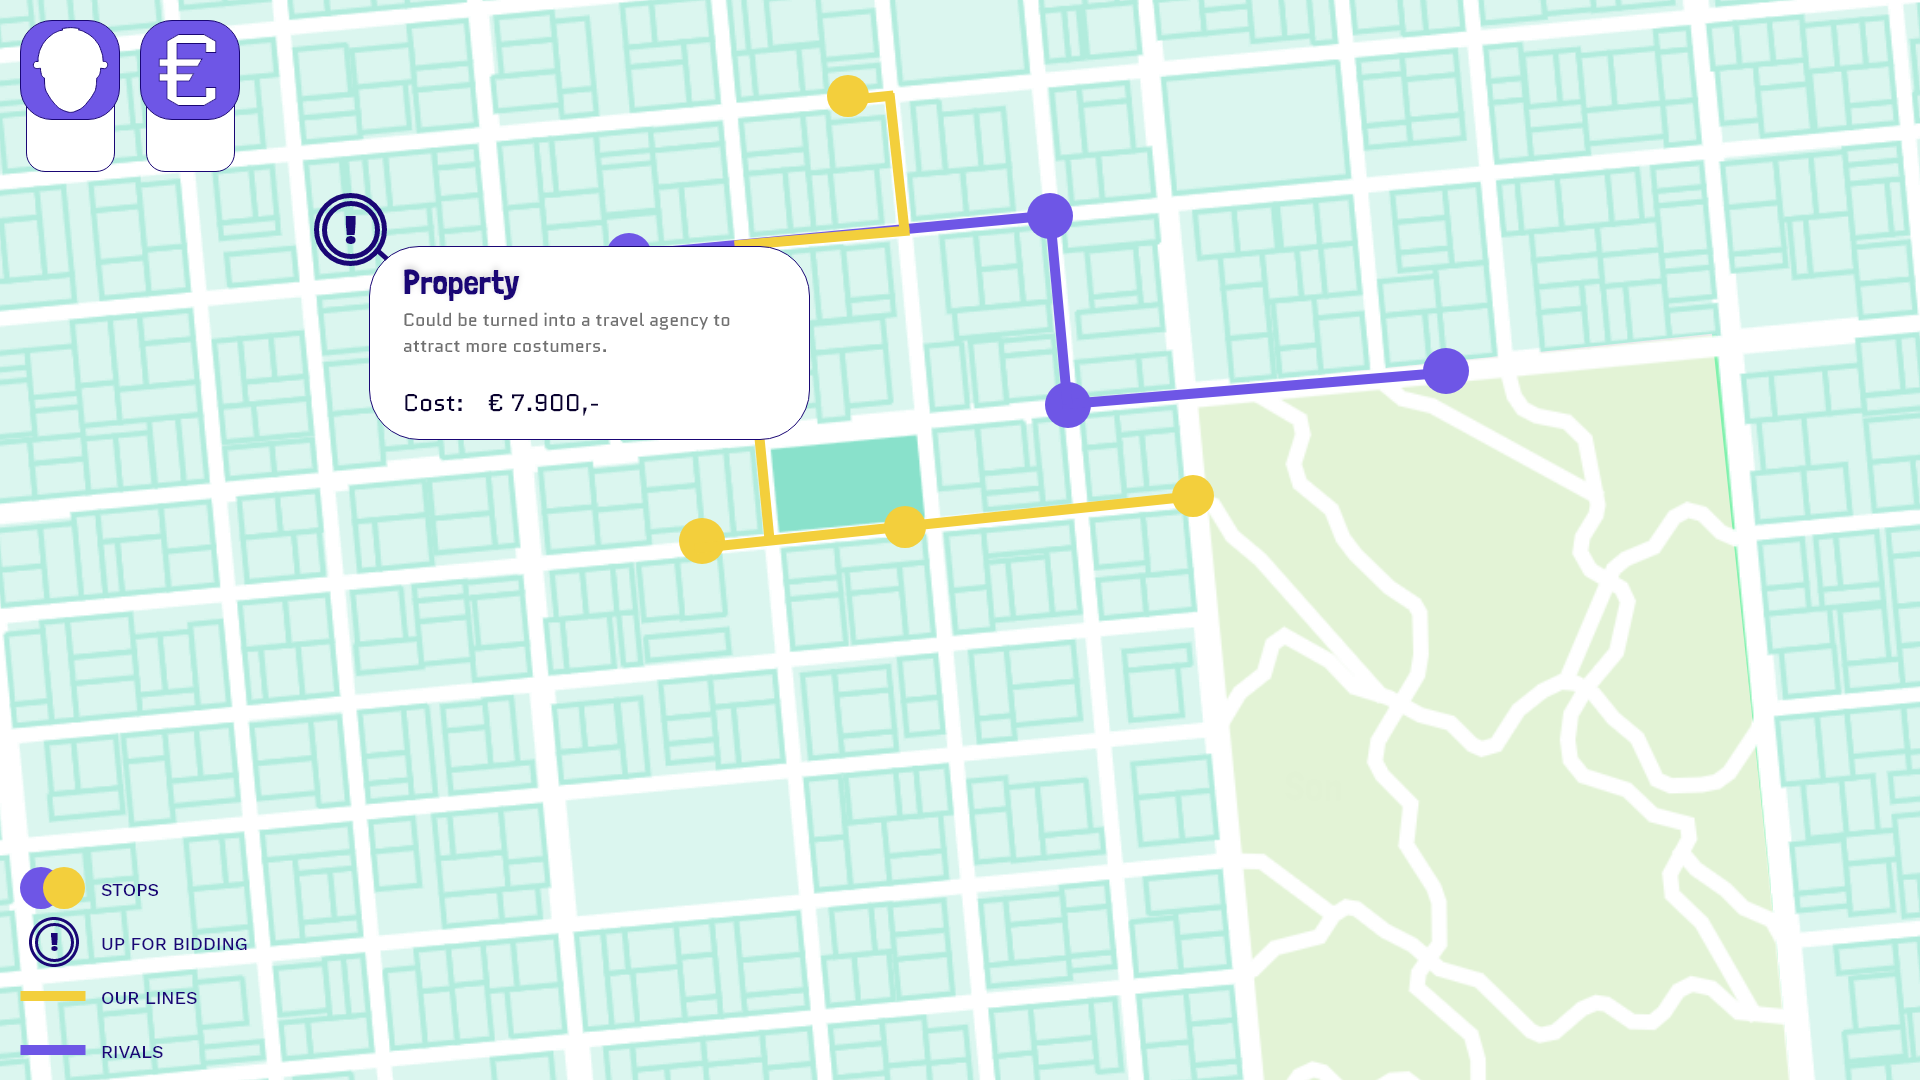 €
!
Property
Could be turned into a travel agency to
attract more costumers.
Cost: € 7.900,-
STOPS
! UP FOR BIDDING
OUR LINES
RIVALS